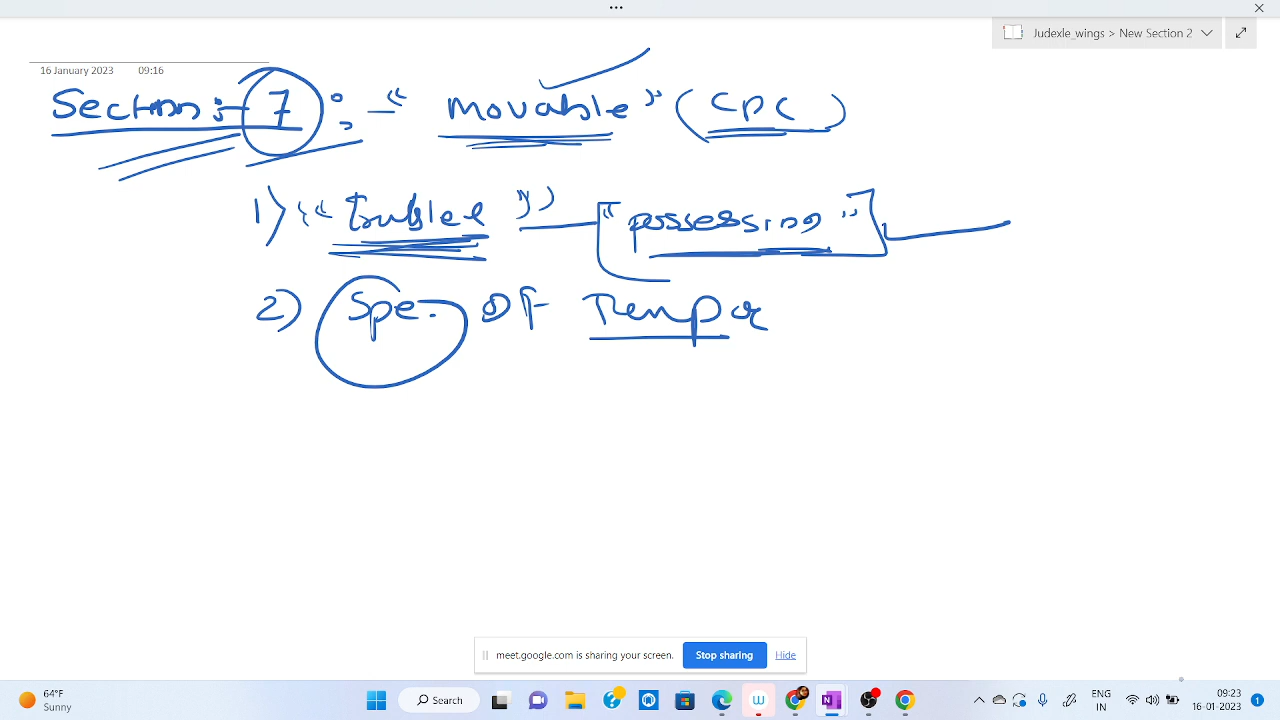 Judexle_wings > New Section 2
16 January 2023 09:16
Section :- 7 :- "movable" (CPC)
1) " " "possessing"
2) Spe. Of Tempor
meet.google.com is sharing your screen. Stop sharing Hide
64°F
Sunny
Search
ENG
IN
09:23
16-01-2023
1